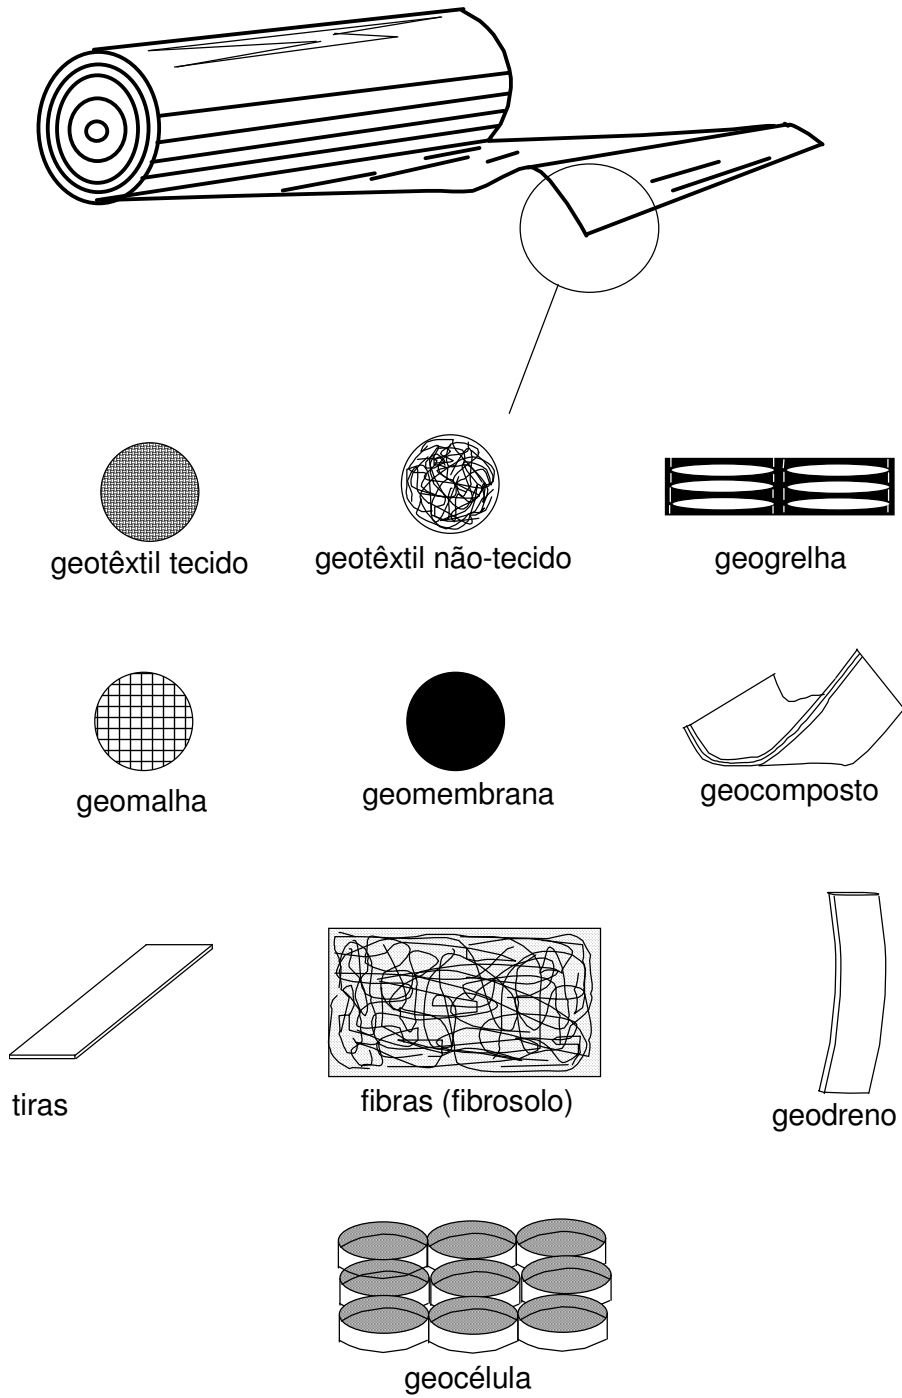 geotêxtil tecido
geotêxtil não-tecido
geogrelha
geomalha
geomembrana
geocomposto
tiras
fibras (fibrosolo)
geodreno
geocélula